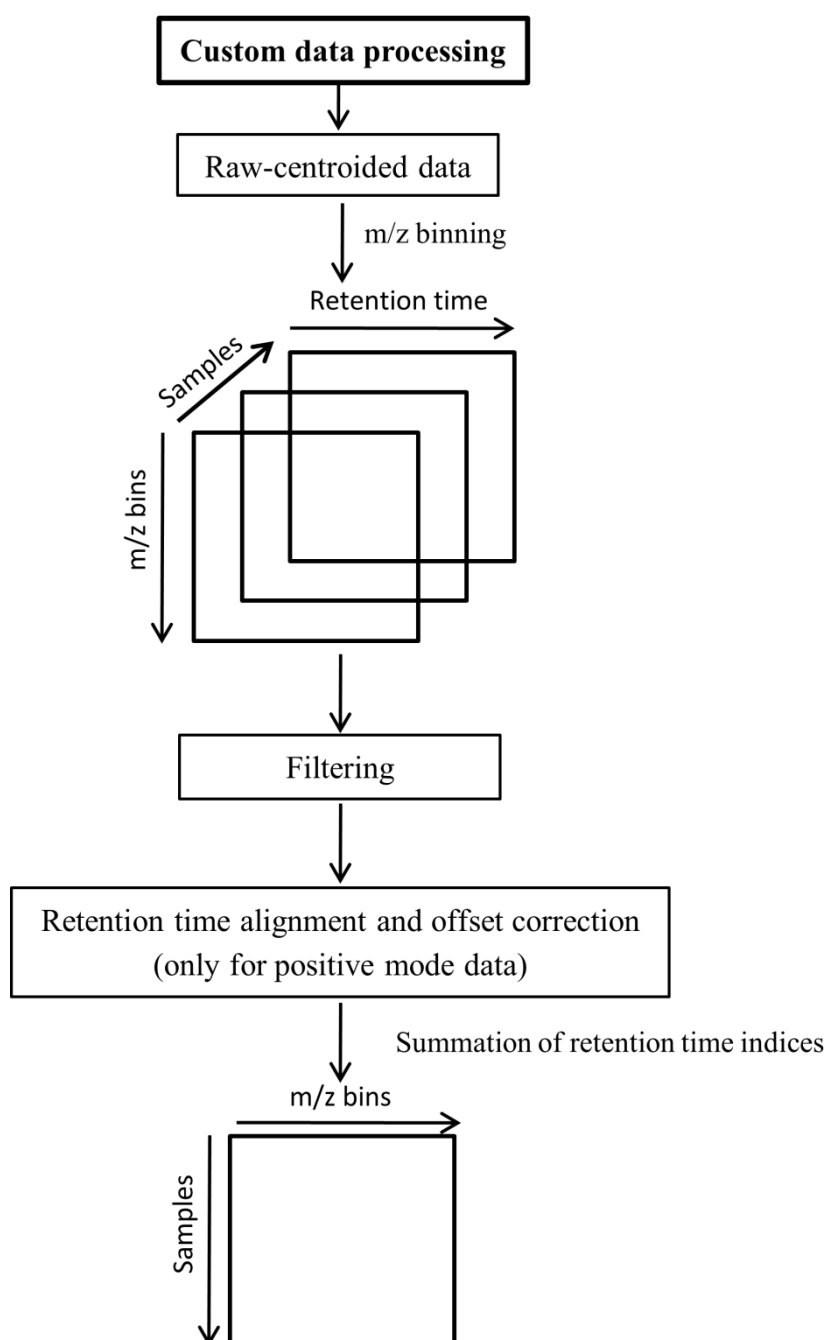 Custom data processing
Raw-centroided data
m/z binning
Retention time
Samples
m/z bins
Filtering
Retention time alignment and offset correction
(only for positive mode data)
Summation of retention time indices
m/z bins
Samples